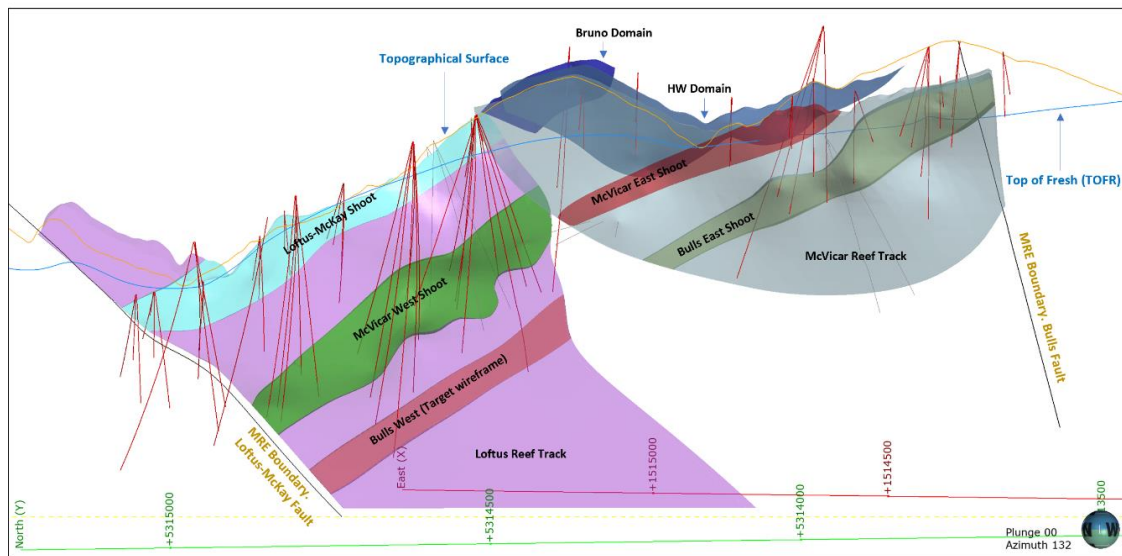 Bruno Domain
Topographical Surface
HW Domain
McVicar East Shoot
Top of Fresh (TOFR)
Loftus-McKay Shoot
Bulls East Shoot
McVicar Reef Track
McVicar West Shoot
MRE Boundary. Bulls Fault
Bulls West (Target wireframe)
Loftus Reef Track
MRE Boundary.
Loftus-McKay Fault
East (X)
+1515000
+1514500
North (Y)
+5315000
+5314500
+5314000
13500
Plunge 00
Azimuth 132
N W